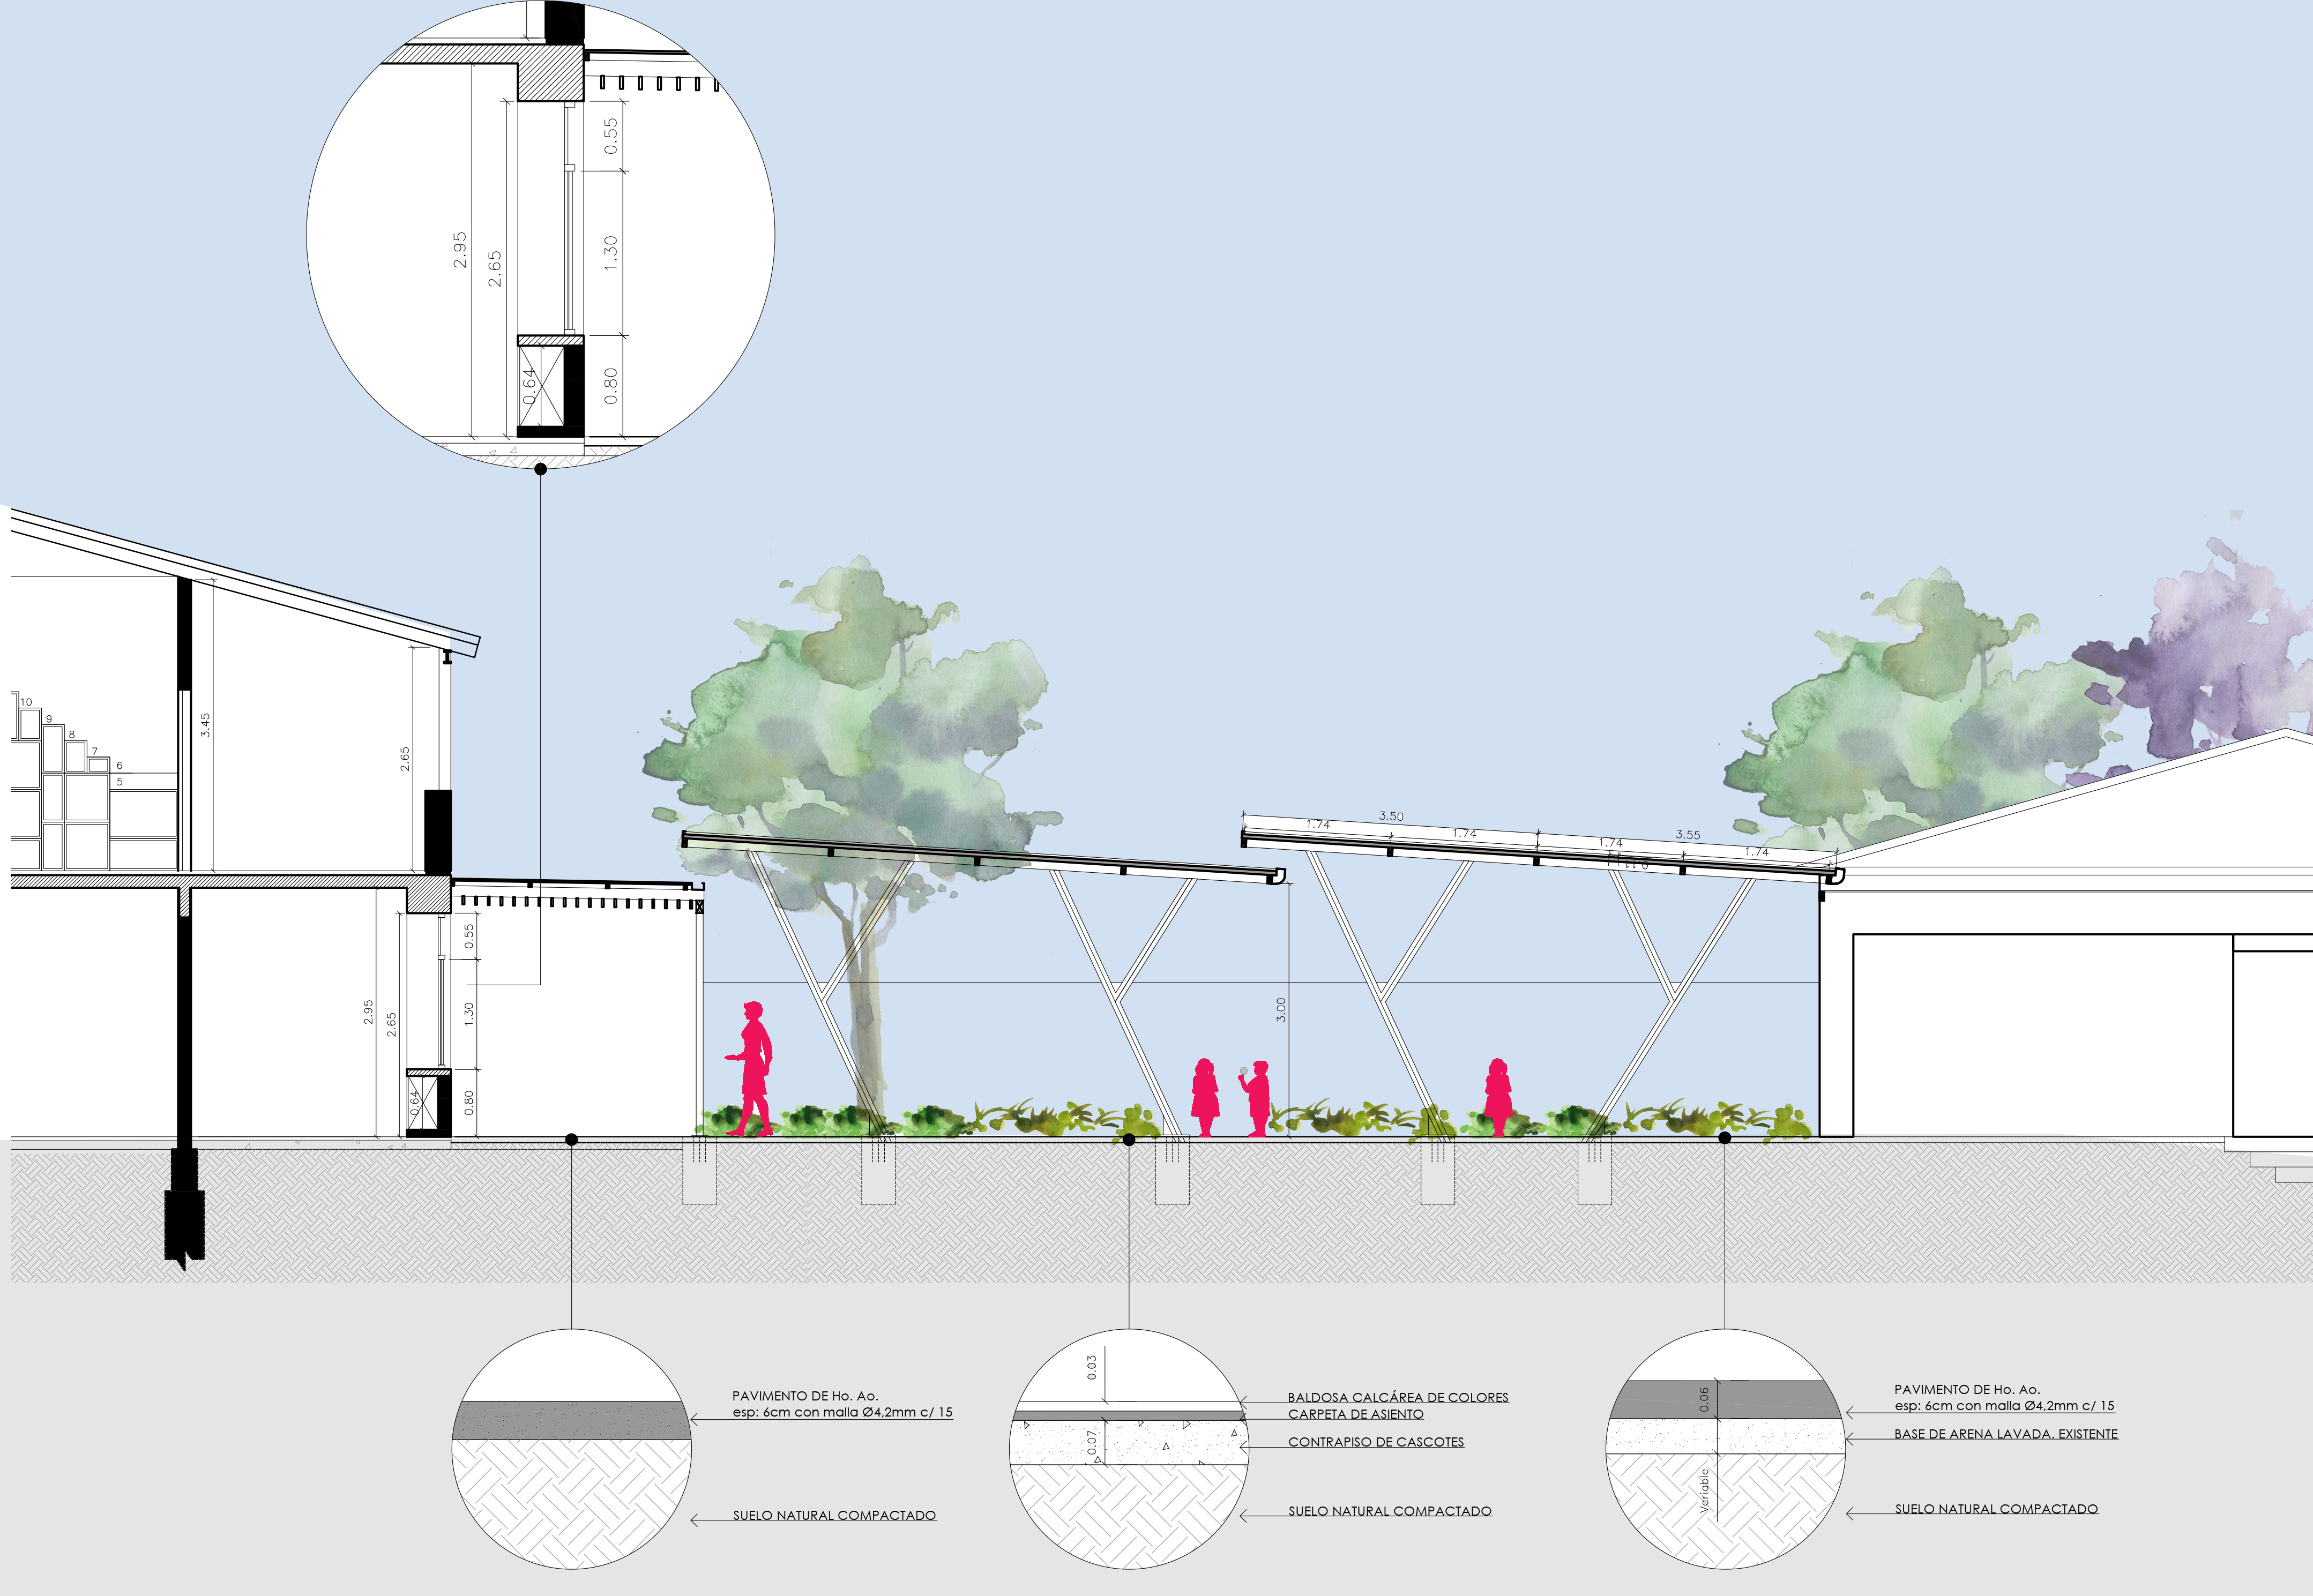 0.55
2.95
2.65
1.30
0.64
0.80
10
9
8
7
6
5
3.45
2.65
3.50
1.74
1.74
3.55
1.74
1.74
0.11
0.55
2.95
2.65
1.30
0.64
0.80
3.00
PAVIMENTO DE Ho. Ao.
esp: 6cm con malla Ø4,2mm c/ 15
SUELO NATURAL COMPACTADO
0.03
0.07
BALDOSA CALCÁREA DE COLORES
CARPETA DE ASIENTO
CONTRAPISO DE CASCOTES
SUELO NATURAL COMPACTADO
0.06
Variable
PAVIMENTO DE Ho. Ao.
esp: 6cm con malla Ø4,2mm c/ 15
BASE DE ARENA LAVADA. EXISTENTE
SUELO NATURAL COMPACTADO